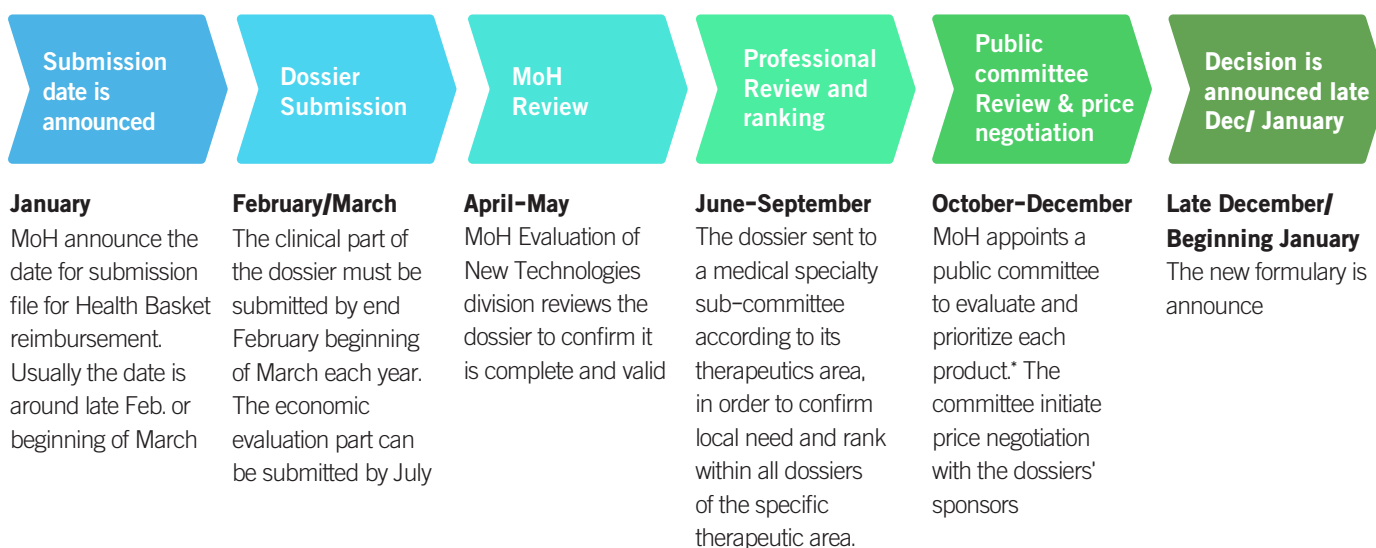 Submission
date is
announced
Dossier
Submission
MoH
Review
Professional
Review and
ranking
Public
committee
Review & price
negotiation
Decision is
announced late
Dec/ January
January
MoH announce the
date for submission
file for Health Basket
reimbursement.
Usually the date is
around late Feb. or
beginning of March
February/March
The clinical part of
the dossier must be
submitted by end
February beginning
of March each year.
The economic
evaluation part can
be submitted by July
April-May
MoH Evaluation of
New Technologies
division reviews the
dossier to confirm it
is complete and valid
June-September
The dossier sent to
a medical specialty
sub-committee
according to its
therapeutics area,
in order to confirm
local need and rank
within all dossiers
of the specific
therapeutic area.
October-December
MoH appoints a
public committee
to evaluate and
prioritize each
product.* The
committee initiate
price negotiation
with the dossiers'
sponsors
Late December/
Beginning January
The new formulary is
announce